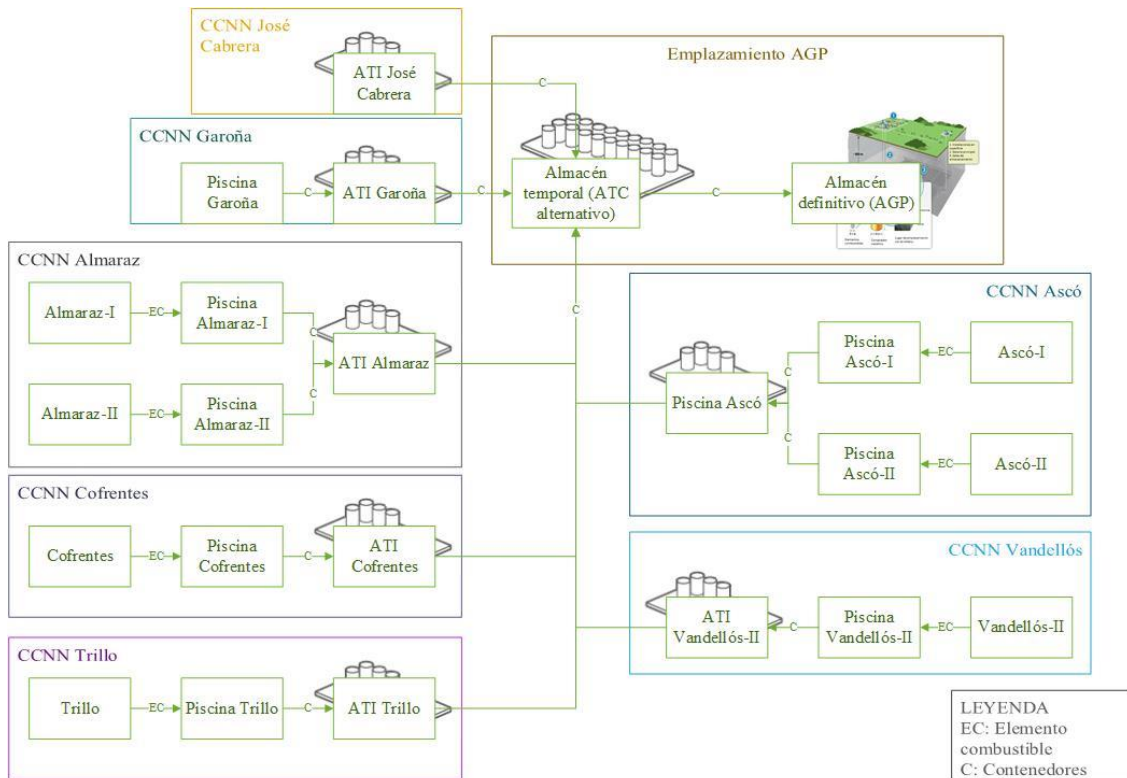 CCNN José
Cabrera
ATI José
Cabrera
C
Emplazamiento AGP
CCNN Garoña
Piscina
Garoña
C
ATI Garoña
C
Almacén
temporal (ATC
alternativo)
C
Almacén
definitivo (AGP)
CCNN Almaraz
Almaraz-I
EC
Piscina
Almaraz-I
C
ATI Almaraz
Almaraz-II
EC
Piscina
Almaraz-II
C
C
CCNN Ascó
Piscina Ascó
C
Piscina
Ascó-I
EC
Ascó-I
C
Piscina
Ascó-II
EC
Ascó-II
CCNN Cofrentes
Cofrentes
EC
Piscina
Cofrentes
C
ATI
Cofrentes
CCNN Vandellós
ATI
Vandellós-II
C
Piscina
Vandellós-II
EC
Vandellós-II
CCNN Trillo
Trillo
EC
Piscina Trillo
C
ATI Trillo
LEYENDA
EC: Elemento
combustible
C: Contenedores